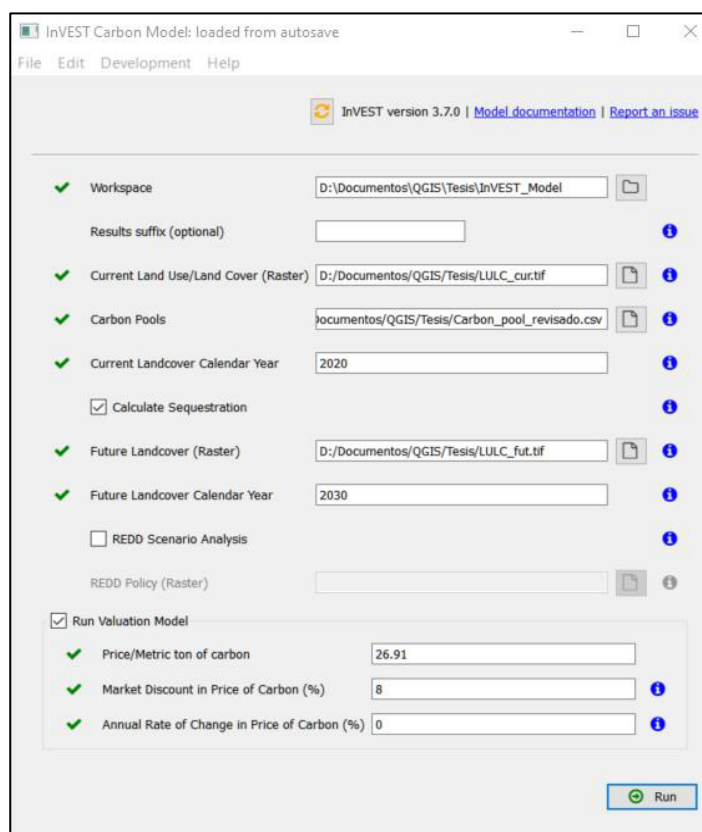 InVEST Carbon Model: loaded from autosave
File Edit Development Help
InVEST version 3.7.0 | Model documentation | Report an issue
Workspace D:\Documentos\QGIS\Tesis\InVEST_Model
Results suffix (optional)
Current Land Use/Land Cover (Raster) D:/Documentos/QGIS/Tesis/LULC_cur.tif
Carbon Pools ocumentos/QGIS/Tesis/Carbon_pool_revisado.csv
Current Landcover Calendar Year 2020
Calculate Sequestration
Future Landcover (Raster) D:/Documentos/QGIS/Tesis/LULC_fut.tif
Future Landcover Calendar Year 2030
REDD Scenario Analysis
REDD Policy (Raster)
Run Valuation Model
Price/Metric ton of carbon 26.91
Market Discount in Price of Carbon (%) 8
Annual Rate of Change in Price of Carbon (%) 0
Run